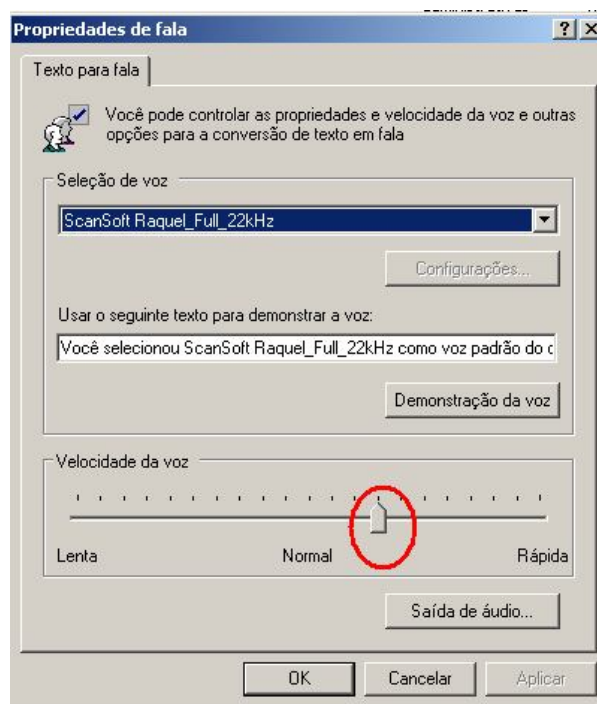 Propriedades de fala
Texto para fala
Você pode controlar as propriedades e velocidade da voz e outras
opções para a conversão de texto em fala
Seleção de voz
ScanSoft Raquel_Full_22kHz
Configurações...
Usar o seguinte texto para demonstrar a voz:
Você selecionou ScanSoft Raquel_Full_22kHz como voz padrão do
Demonstração da voz
Velocidade da voz
Lenta Normal Rápida
Saída de áudio...
OK Cancelar Aplicar